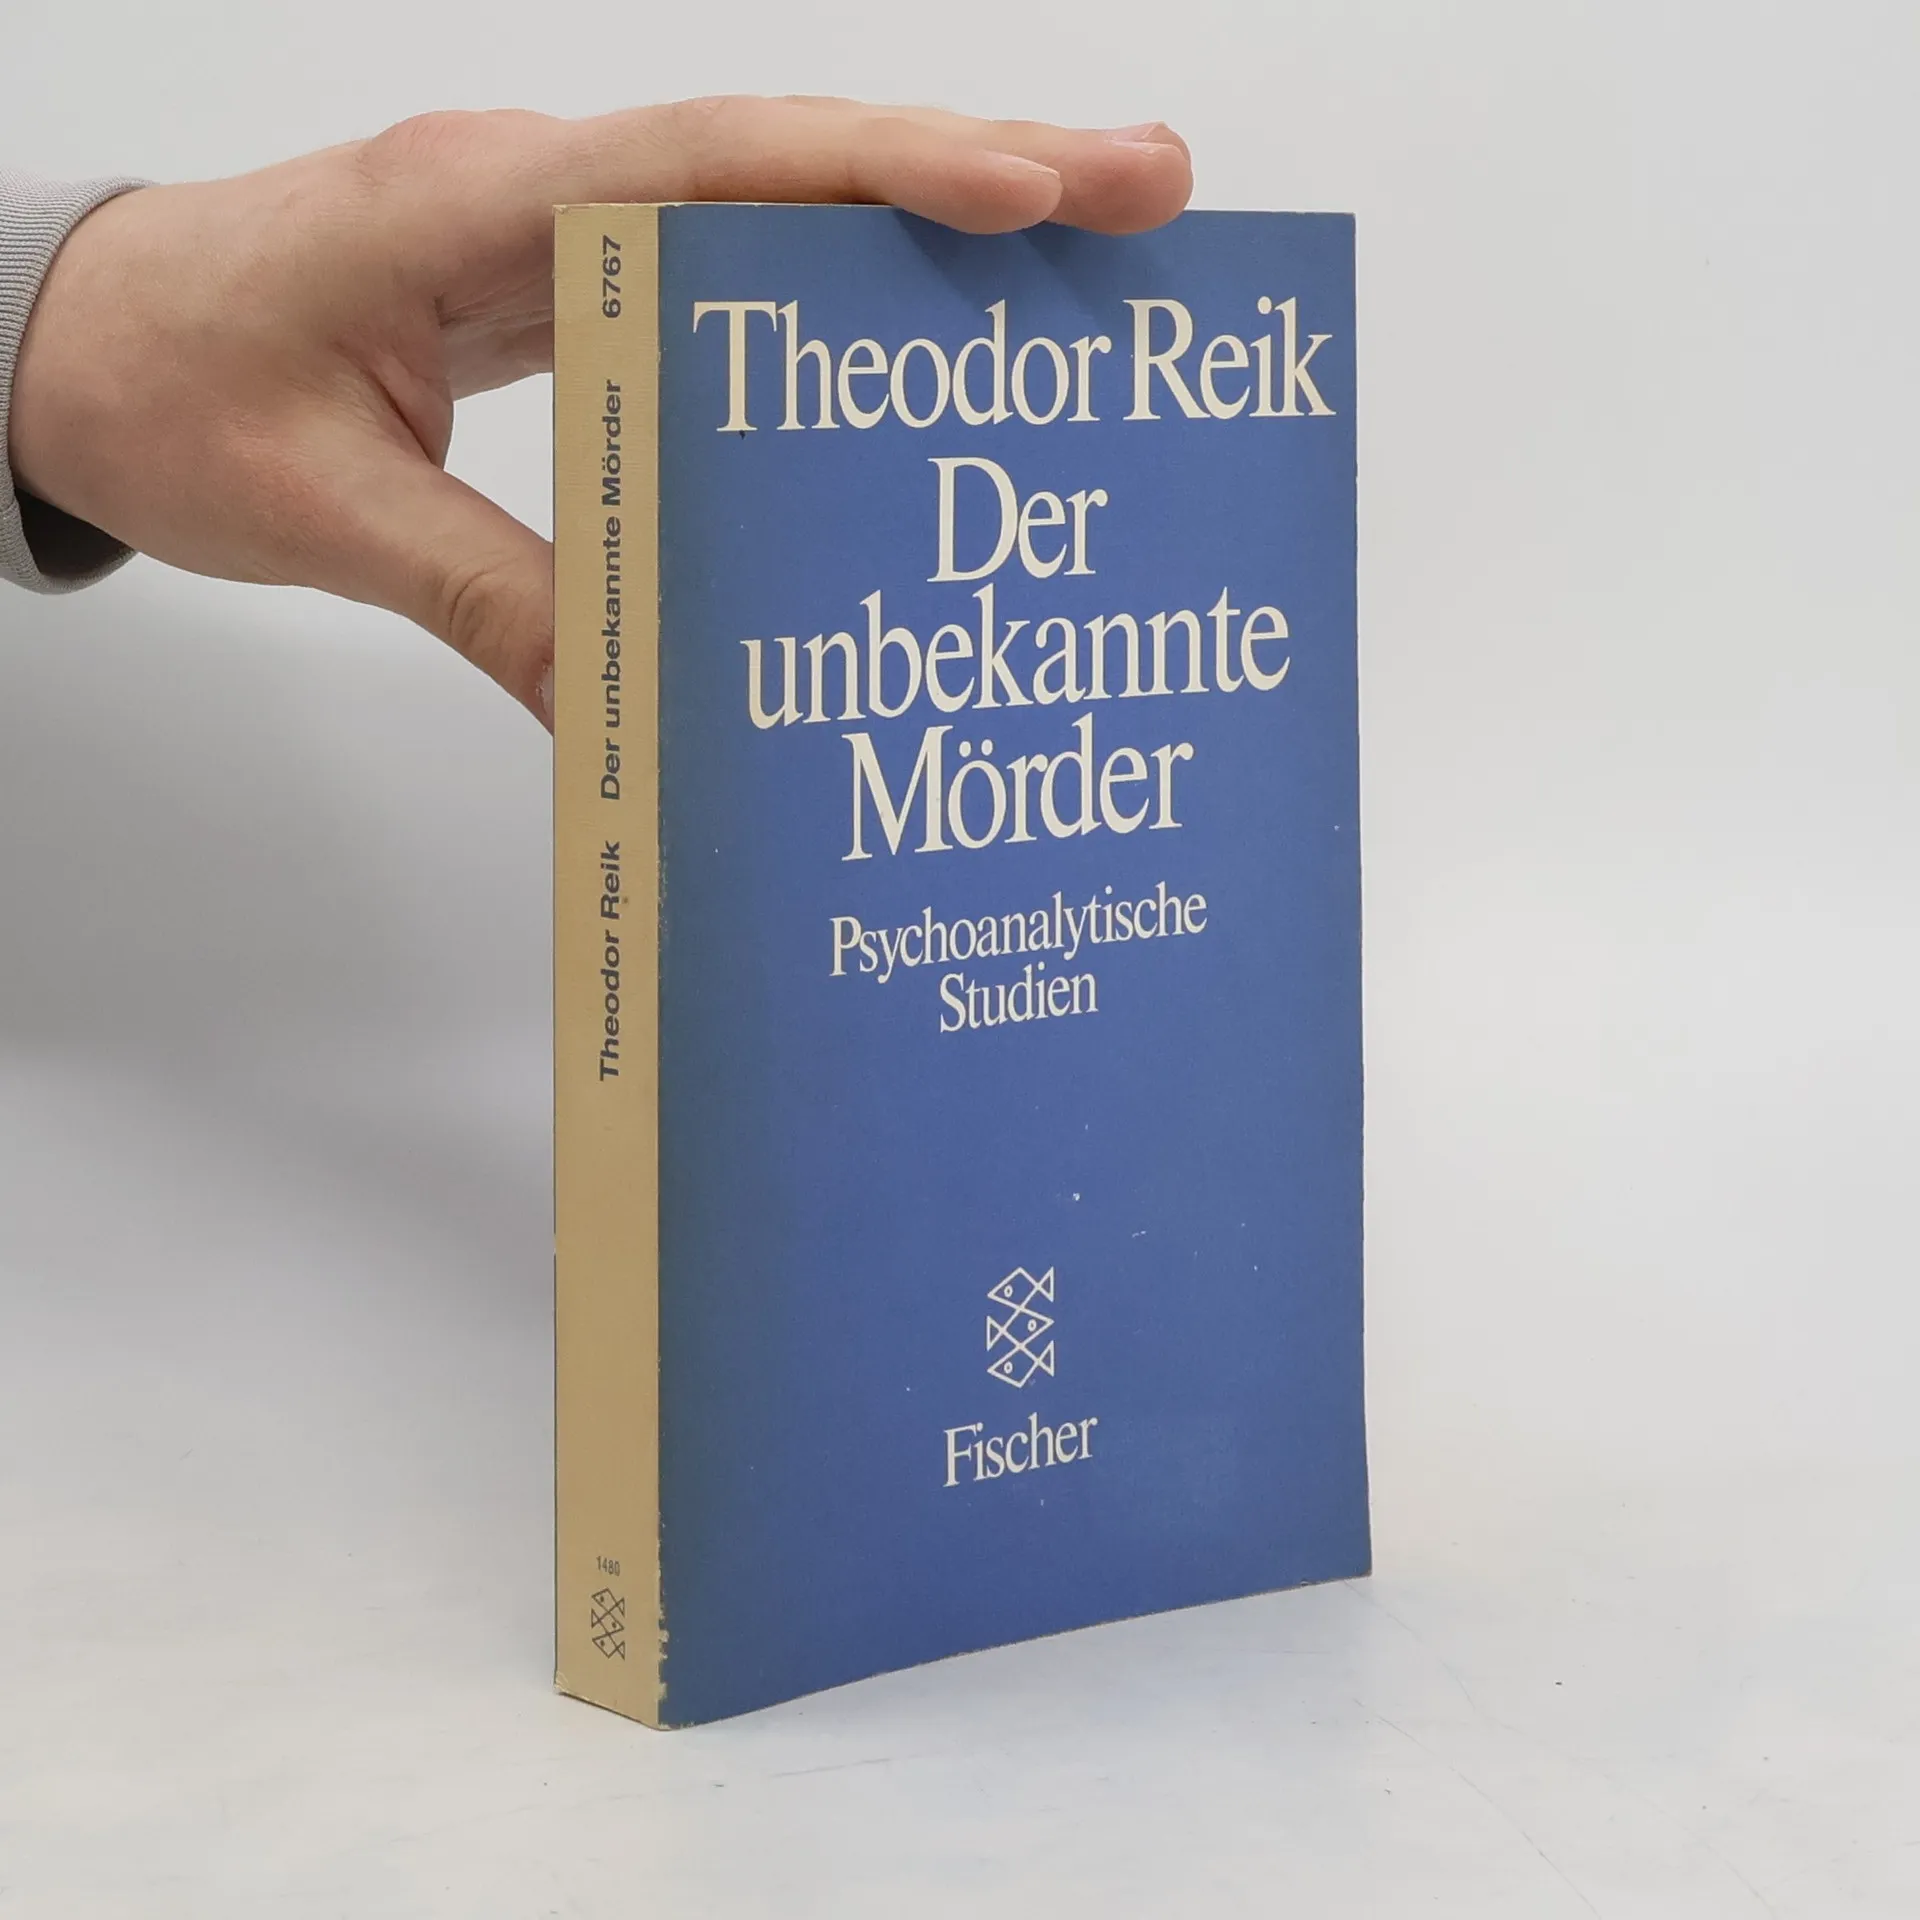 Theodor Reik
Der
unbekannte
Mörder
Psychoanalytische
Studien
Fischer
Theodor Reik Der unbekannte Mörder 6767
1480